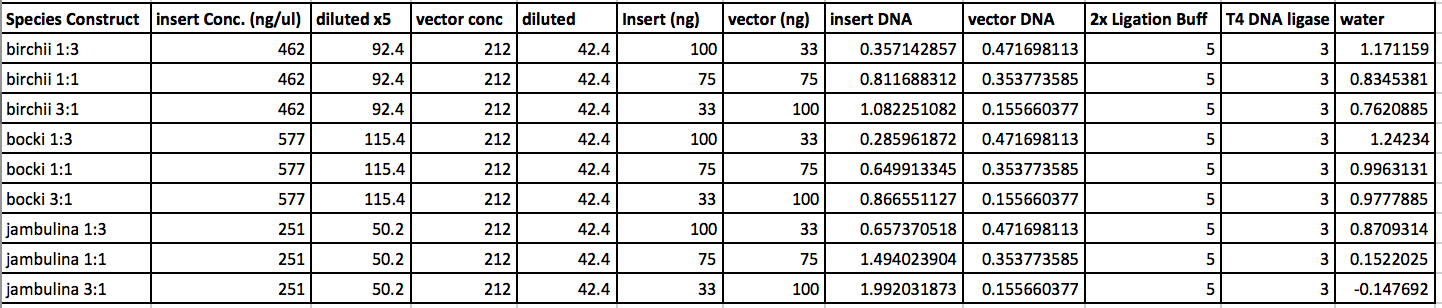 Species Construct insert Conc. (ng/ul) diluted x5 vector conc diluted Insert (ng) vector (ng) insert DNA vector DNA 2x Ligation Buff T4 DNA ligase water
birchii 1:3 462 92.4 212 42.4 100 33 0.357142857 0.471698113 5 3 1.171159
birchii 1:1 462 92.4 212 42.4 75 75 0.811688312 0.353773585 5 3 0.8345381
birchii 3:1 462 92.4 212 42.4 33 100 1.082251082 0.155660377 5 3 0.7620885
bocki 1:3 577 115.4 212 42.4 100 33 0.285961872 0.471698113 5 3 1.24234
bocki 1:1 577 115.4 212 42.4 75 75 0.649913345 0.353773585 5 3 0.9963131
bocki 3:1 577 115.4 212 42.4 33 100 0.866551127 0.155660377 5 3 0.9777885
jambulina 1:3 251 50.2 212 42.4 100 33 0.657370518 0.471698113 5 3 0.8709314
jambulina 1:1 251 50.2 212 42.4 75 75 1.494023904 0.353773585 5 3 0.1522025
jambulina 3:1 251 50.2 212 42.4 33 100 1.992031873 0.155660377 5 3 -0.147692